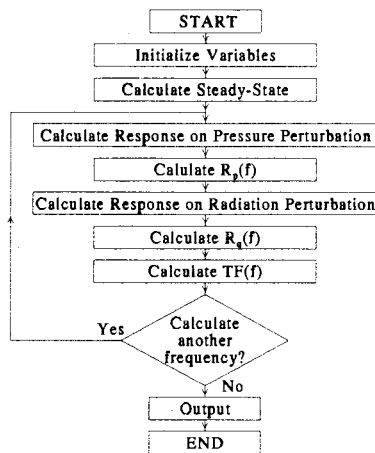 START
Initialize Variables
Calculate Steady-State
Calculate Response on Pressure Perturbation
Calulate Rp(f)
Calculate Response on Radiation Perturbation
Calculate Rq(f)
Calculate TF(f)
Yes
Calculate
another
frequency?
No
Output
END